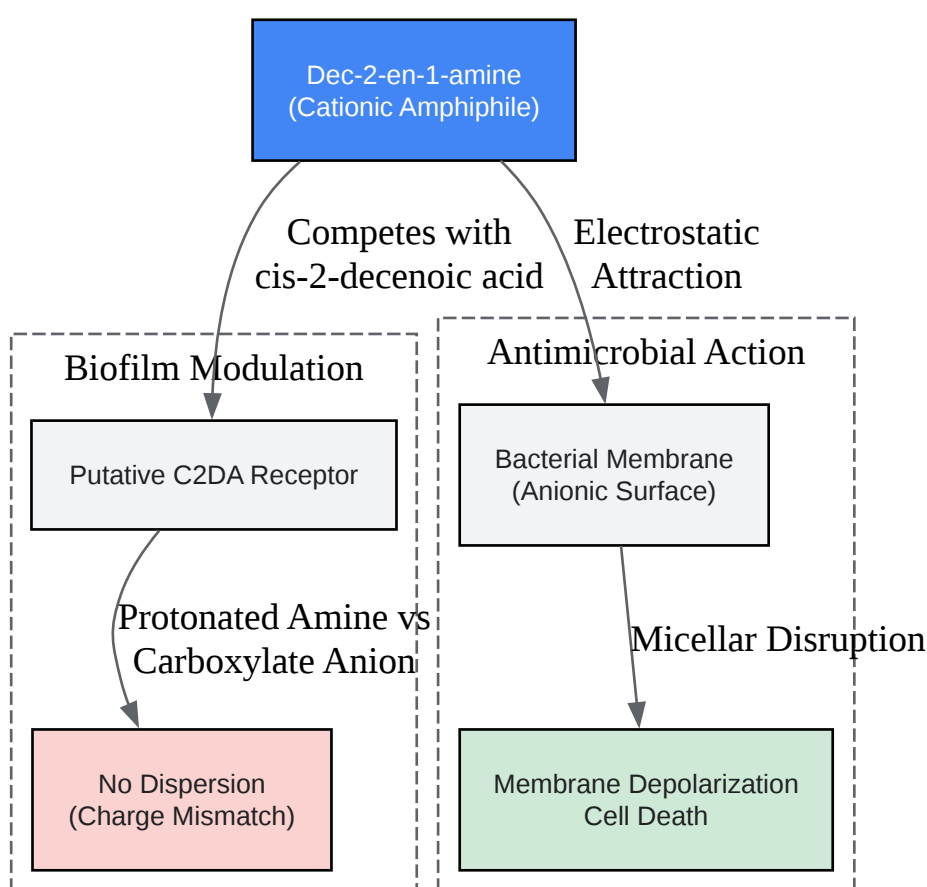 Dec-2-en-1-amine
(Cationic Amphiphile)
Competes with
cis-2-decenoic acid
Electrostatic
Attraction
Biofilm Modulation
Antimicrobial Action
Putative C2DA Receptor
Bacterial Membrane
(Anionic Surface)
Protonated Amine vs
Carboxylate Anion
Micellar Disruption
No Dispersion
(Charge Mismatch)
Membrane Depolarization
Cell Death